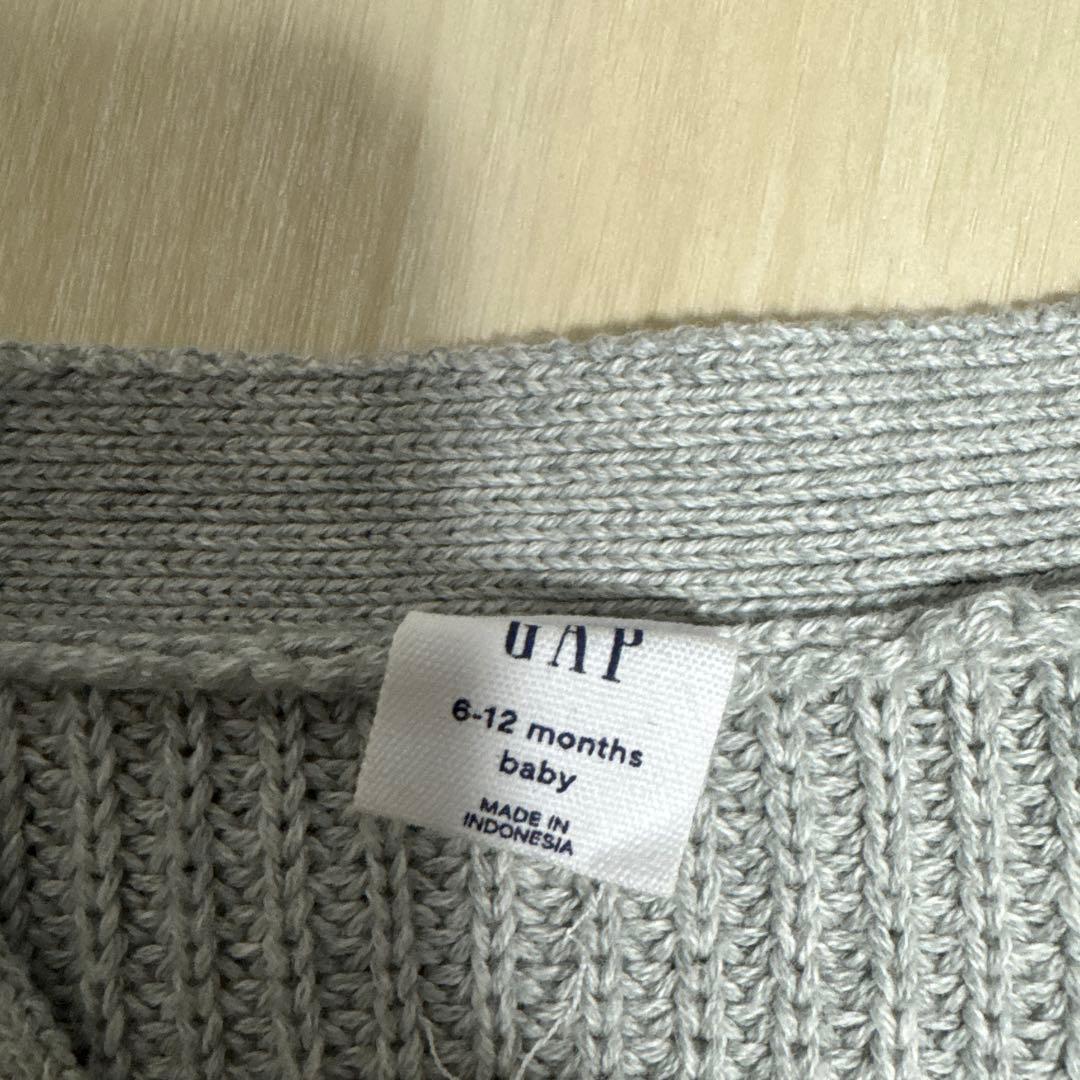 GAP
6-12 months
baby
MADE IN
INDONESIA